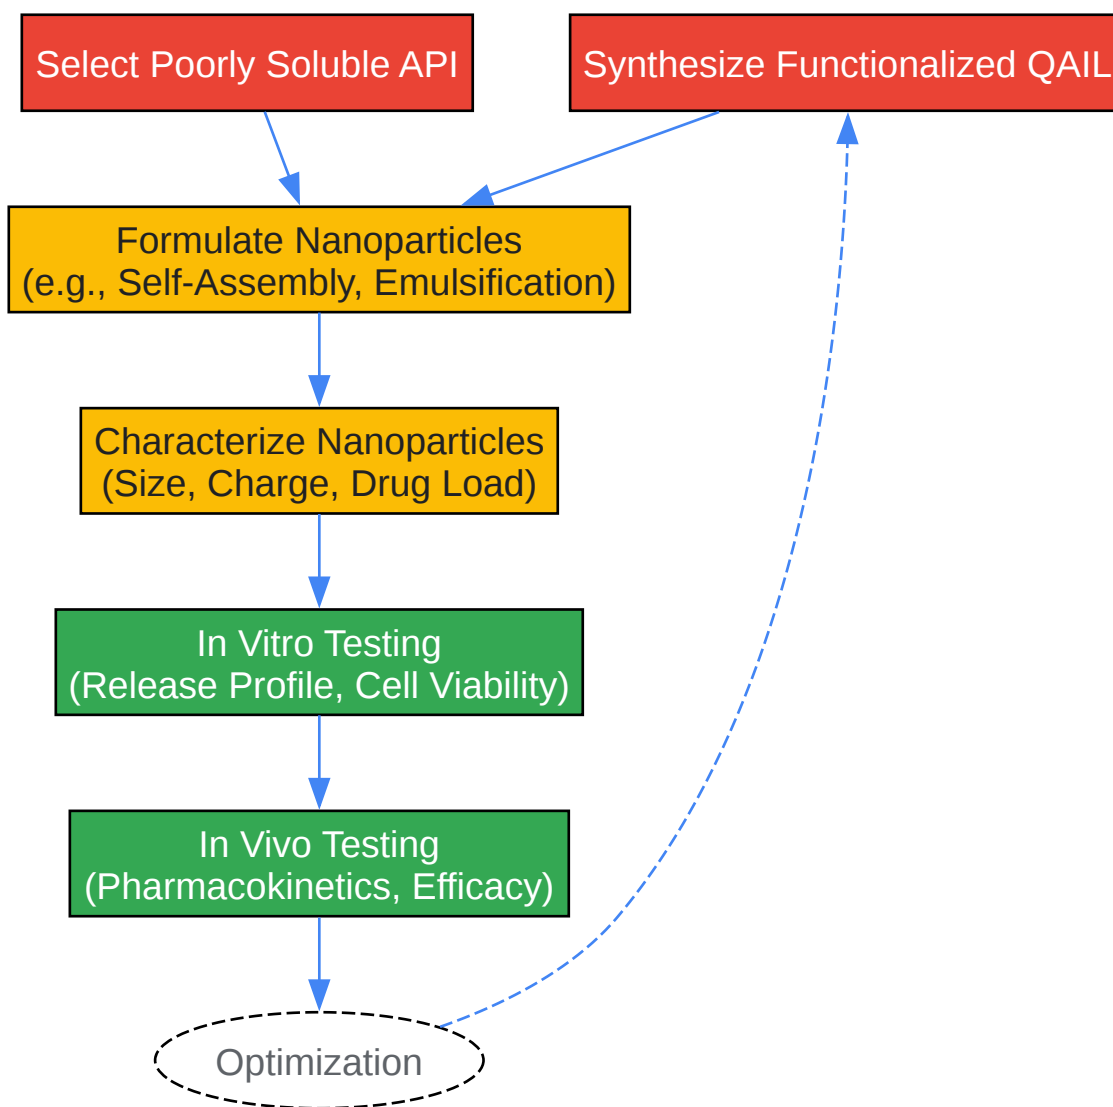 Select Poorly Soluble API
Synthesize Functionalized QAIL
Formulate Nanoparticles
(e.g., Self-Assembly, Emulsification)
Characterize Nanoparticles
(Size, Charge, Drug Load)
In Vitro Testing
(Release Profile, Cell Viability)
In Vivo Testing
(Pharmacokinetics, Efficacy)
Optimization